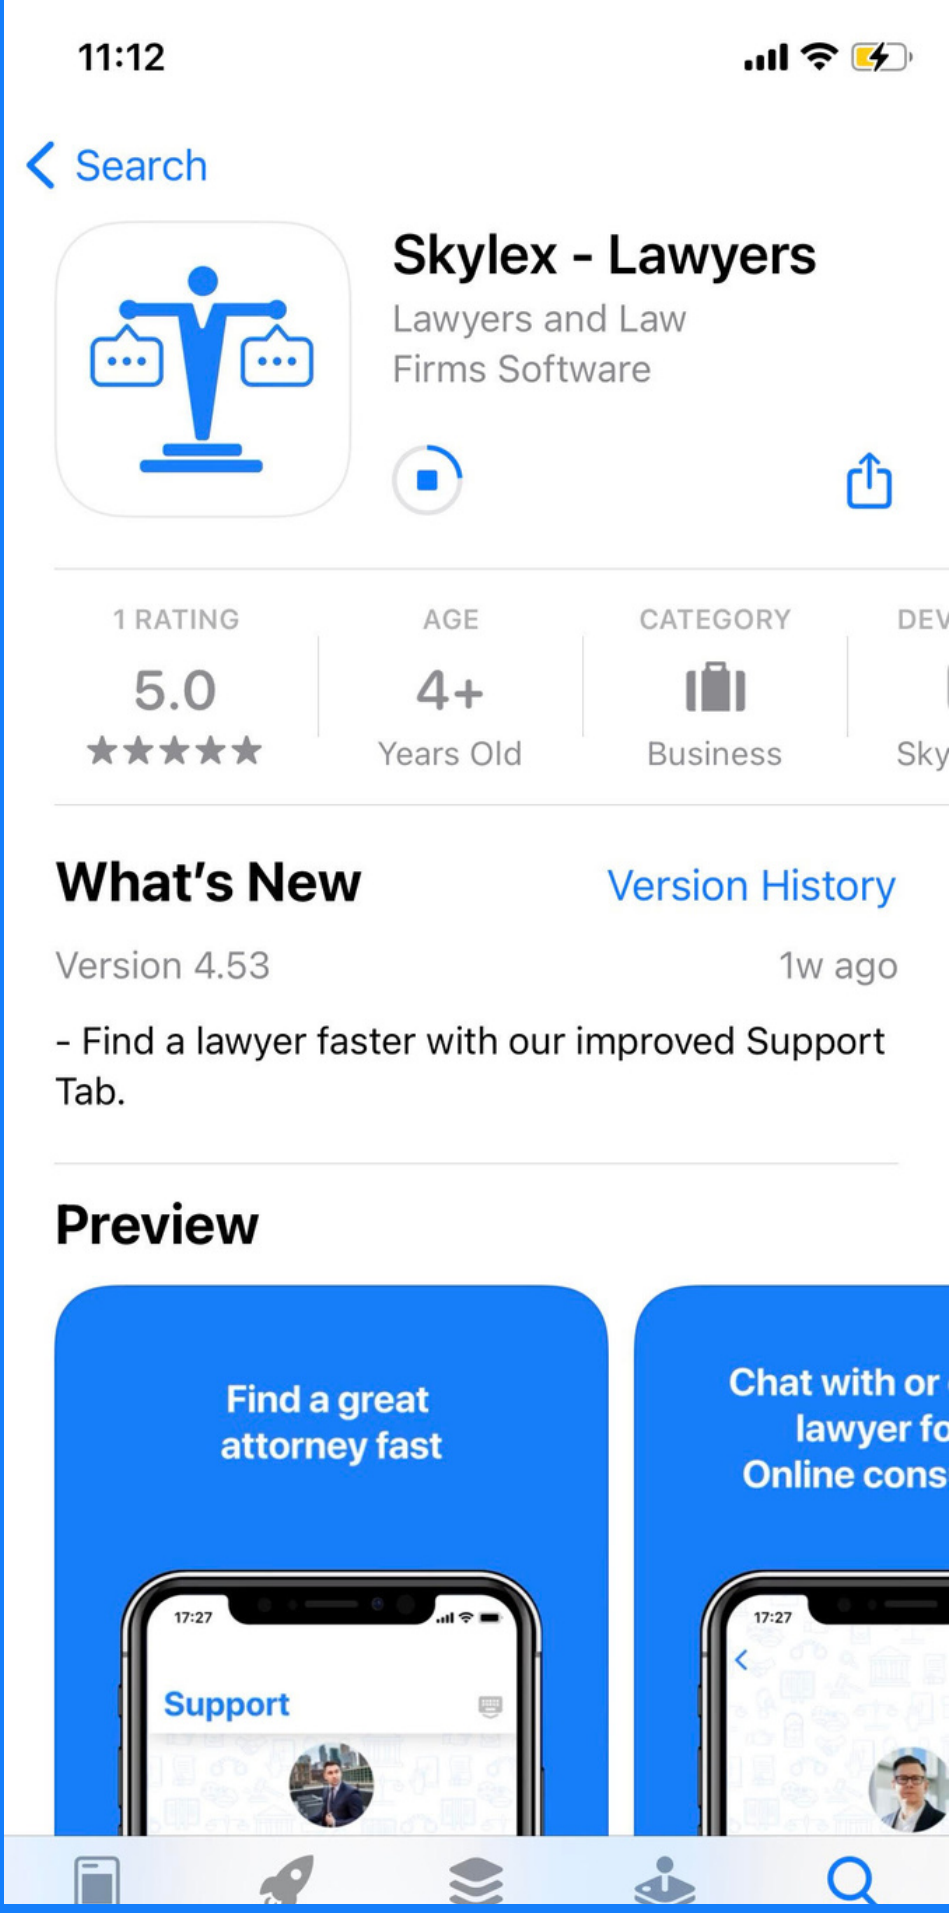 11:12
Search
Skylex - Lawyers
Lawyers and Law
Firms Software
1 RATING
5.0
AGE
4+
Years Old
CATEGORY
Business
DEV
Sky
What's New
Version History
Version 4.53
1w ago
- Find a lawyer faster with our improved Support
Tab.
Preview
Find a great
attorney fast
17:27
Support
Chat with or
lawyer fo
Online cons
17:27